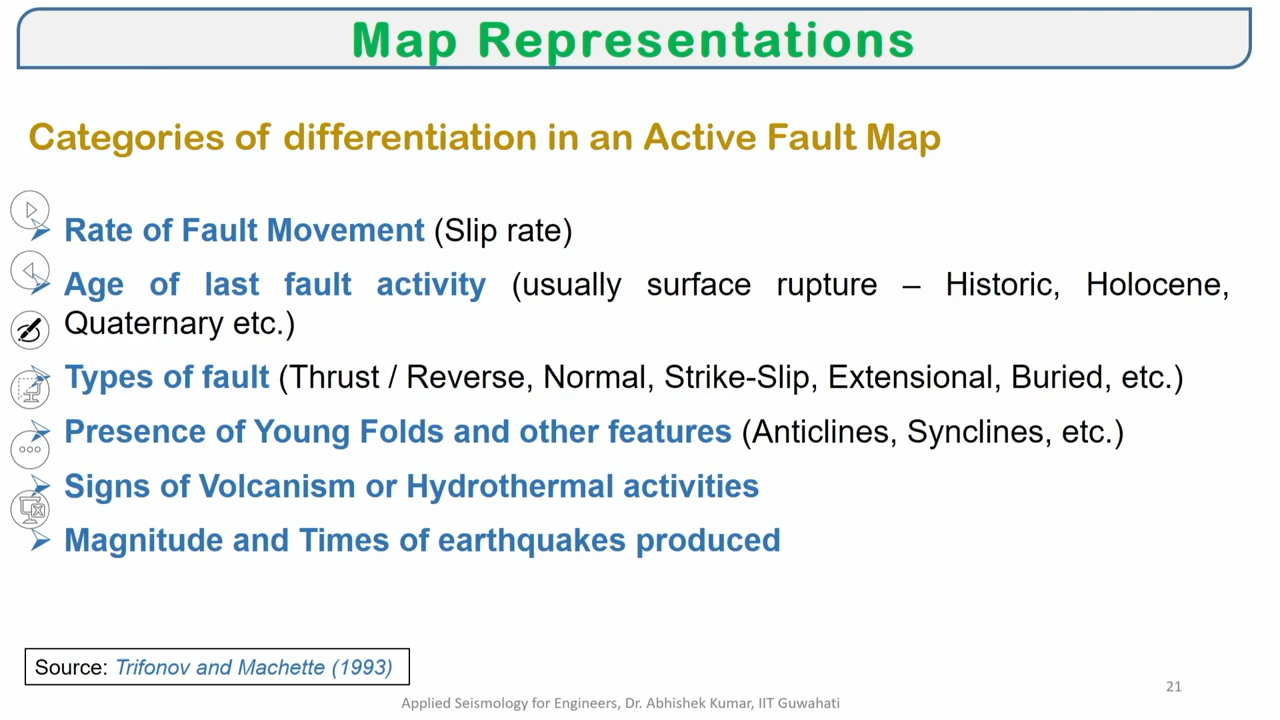 Map Representations
Categories of differentiation in an Active Fault Map
Rate of Fault Movement (Slip rate)
Age of last fault activity (usually surface rupture – Historic, Holocene,
Quaternary etc.)
Types of fault (Thrust / Reverse, Normal, Strike-Slip, Extensional, Buried, etc.)
Presence of Young Folds and other features (Anticlines, Synclines, etc.)
Signs of Volcanism or Hydrothermal activities
Magnitude and Times of earthquakes produced
Source: Trifonov and Machette (1993)
21
Applied Seismology for Engineers, Dr. Abhishek Kumar, IIT Guwahati